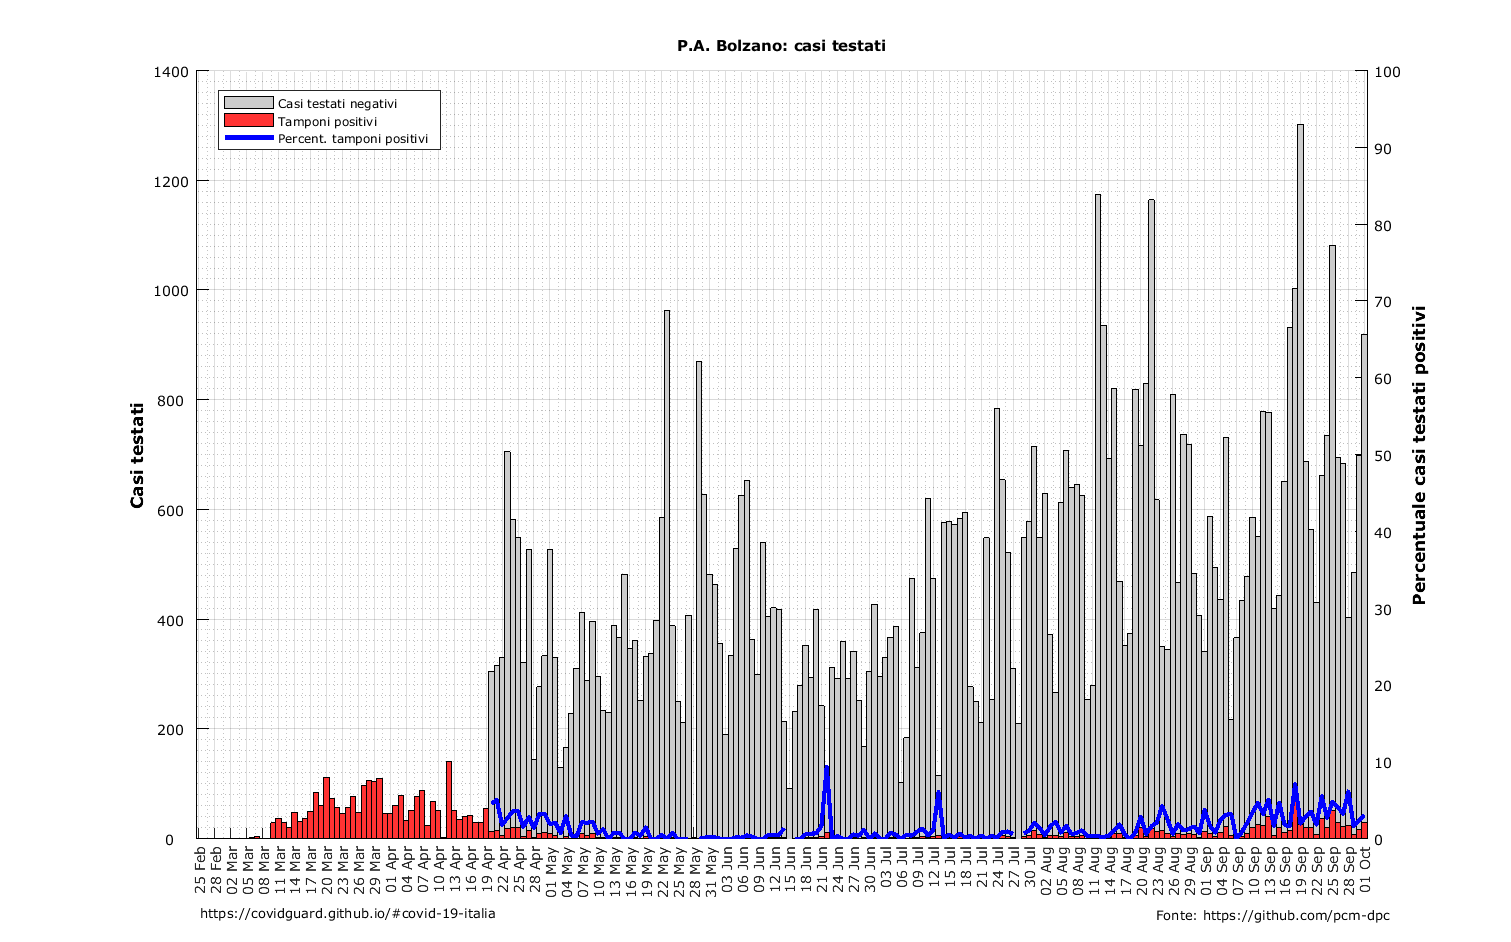 P.A. Bolzano: casi testati
Casi testati negativi
Tamponi positivi
Percent. tamponi positivi
Casi testati
1400
1200
1000
800
600
400
200
0
100
90
80
70
60
50
40
30
20
10
0
Percentuale casi testati positivi
25 Feb
28 Feb
02 Mar
05 Mar
08 Mar
11 Mar
14 Mar
17 Mar
20 Mar
23 Mar
26 Mar
29 Mar
01 Apr
04 Apr
07 Apr
10 Apr
13 Apr
16 Apr
19 Apr
22 Apr
25 Apr
28 Apr
01 May
04 May
07 May
10 May
13 May
16 May
19 May
22 May
25 May
28 May
31 May
03 Jun
06 Jun
09 Jun
12 Jun
15 Jun
18 Jun
21 Jun
24 Jun
27 Jun
30 Jun
03 Jul
06 Jul
09 Jul
12 Jul
15 Jul
18 Jul
21 Jul
24 Jul
27 Jul
30 Jul
02 Aug
05 Aug
08 Aug
11 Aug
14 Aug
17 Aug
20 Aug
23 Aug
26 Aug
29 Aug
01 Sep
04 Sep
07 Sep
10 Sep
13 Sep
16 Sep
19 Sep
22 Sep
25 Sep
28 Sep
01 Oct
https://covidguard.github.io/#covid-19-italia
Fonte: https://github.com/pcm-dpc